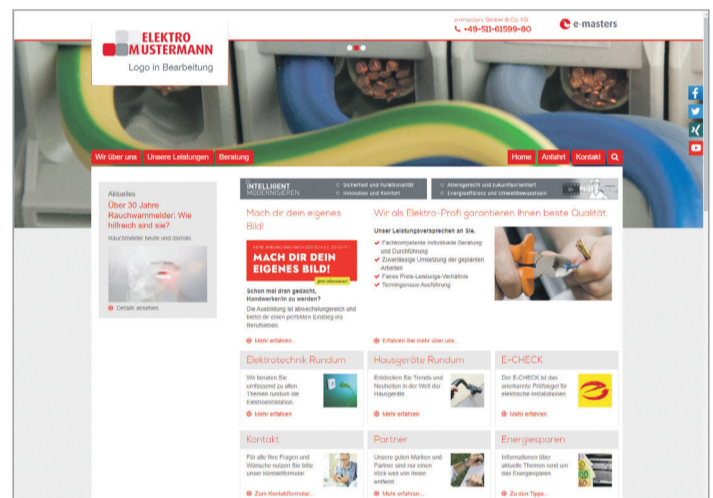 e-masters GmbH & Co. KG
+49-511-61599-80
e-masters
ELEKTRO
MUSTERMANN
Logo in Bearbeitung
Wir über uns
Unsere Leistungen
Beratung
Home
Anfahrt
Kontakt
Aktuelles
Über 30 Jahre
Rauchwarnmelder: Wie
hilfreich sind sie?
Rauchmelder heute und damals
Details ansehen
INTELLIGENT
MODERNISIEREN
Sicherheit und Funktionalität
Innovation und Komfort
Altersgerecht und zukunftsorientiert
Energieeffizienz und Umweltbewusstsein
Mach dir dein eigenes
Bild!
MACH DIR DEIN
EIGENES BILD!
Schon mal dran gedacht,
Handwerker/in zu werden?
Die Ausbildung ist abwechslungsreich und
bietet dir einen perfekten Einstieg ins
Berufsleben.
Mehr erfahren...
Wir als Elektro-Profi garantieren Ihnen beste Qualität.
Unser Leistungsversprechen an Sie.
Fachkompetente individuelle Beratung
und Durchführung
Zuverlässige Umsetzung der geplanten
Arbeiten
Faires Preis-Leistungs-Verhältnis
Termingenaue Ausführung
Erfahren Sie mehr über uns...
Elektrotechnik Rundum
Wir beraten Sie
umfassend zu allen
Themen rund um die
Elektroinstallation.
Mehr erfahren
Hausgeräte Rundum
Entdecken Sie Trends und
Neuheiten in der Welt der
Hausgeräte.
Mehr erfahren
E-CHECK
Der E-CHECK ist das
anerkannte Prüfsiegel für
elektrische Installationen.
Mehr erfahren
Kontakt
Für alle Ihre Fragen und
Wünsche nutzen Sie bitte
unser Kontaktformular.
Zum Kontaktformular...
Partner
Unsere guten Marken und
Partner sind nur einen
Klick weit von Ihnen
entfernt.
Mehr erfahren...
Energiesparen
Informationen über
aktuelle Themen rund um
das Energiesparen.
Zu den Tipps...